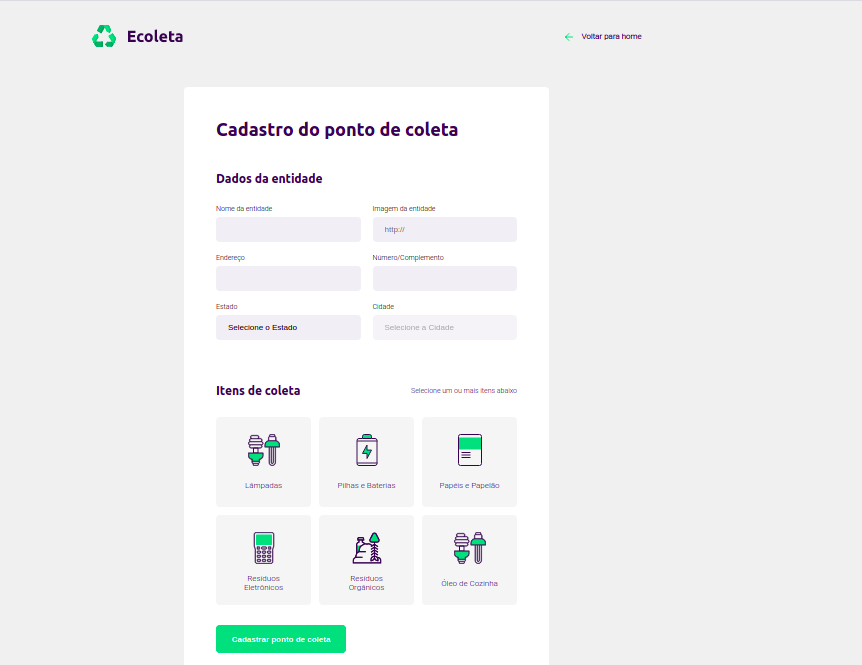 Ecoleta
Voltar para home
Cadastro do ponto de coleta
Dados da entidade
Nome da entidade
Imagem da entidade
http://
Endereço
Número/Complemento
Estado
Cidade
Selecione o Estado
Selecione a Cidade
Itens de coleta
Selecione um ou mais itens abaixo
Lâmpadas
Pilhas e Baterias
Papéis e Papelão
Resíduos
Eletrônicos
Resíduos
Orgânicos
Óleo de Cozinha
Cadastrar ponto de coleta